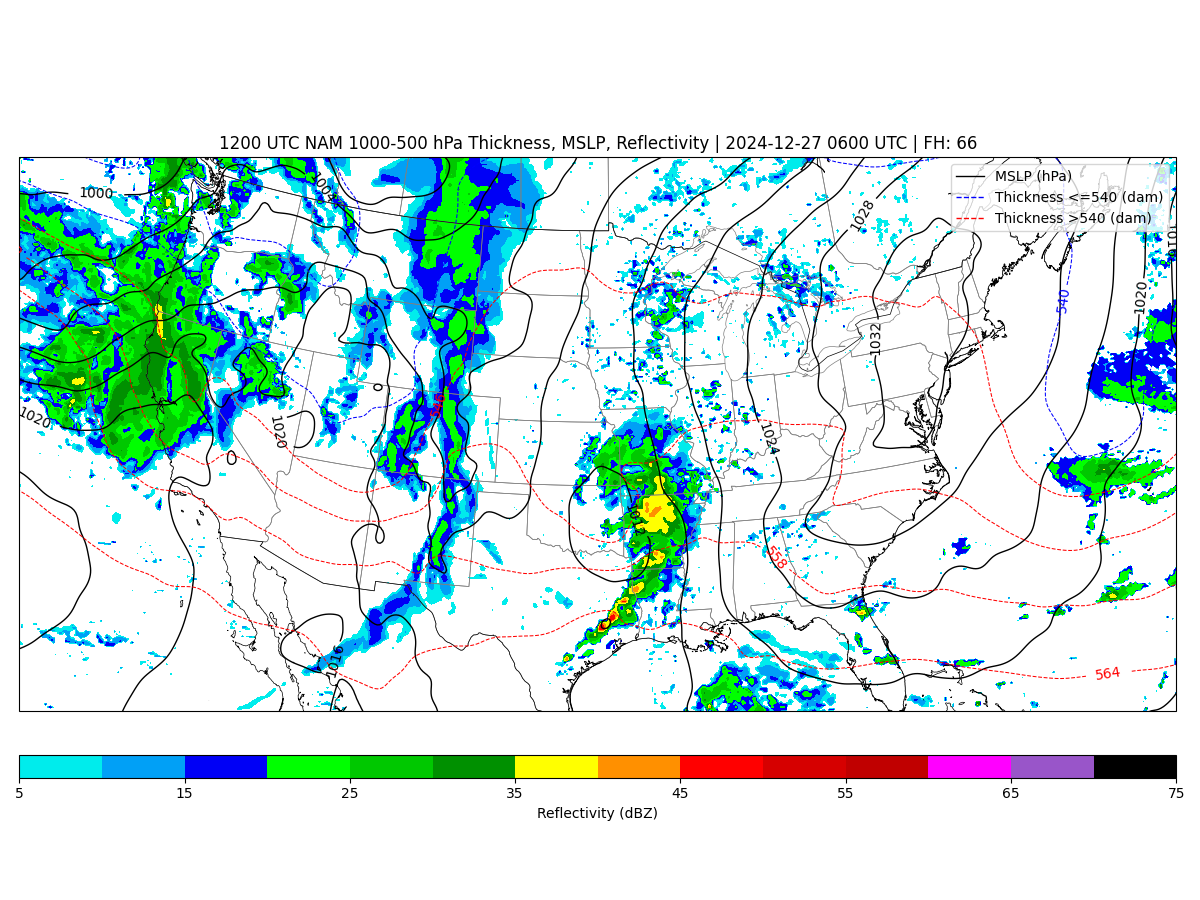 1200 UTC NAM 1000-500 hPa Thickness, MSLP, Reflectivity | 2024-12-27 0600 UTC | FH: 66
MSLP (hPa)
Thickness <=540 (dam)
Thickness >540 (dam)
1000
1004
1028
1020
540
1032
1020
1020
1024
558
1016
564
5 15 25 35 45 55 65 75
Reflectivity (dBZ)